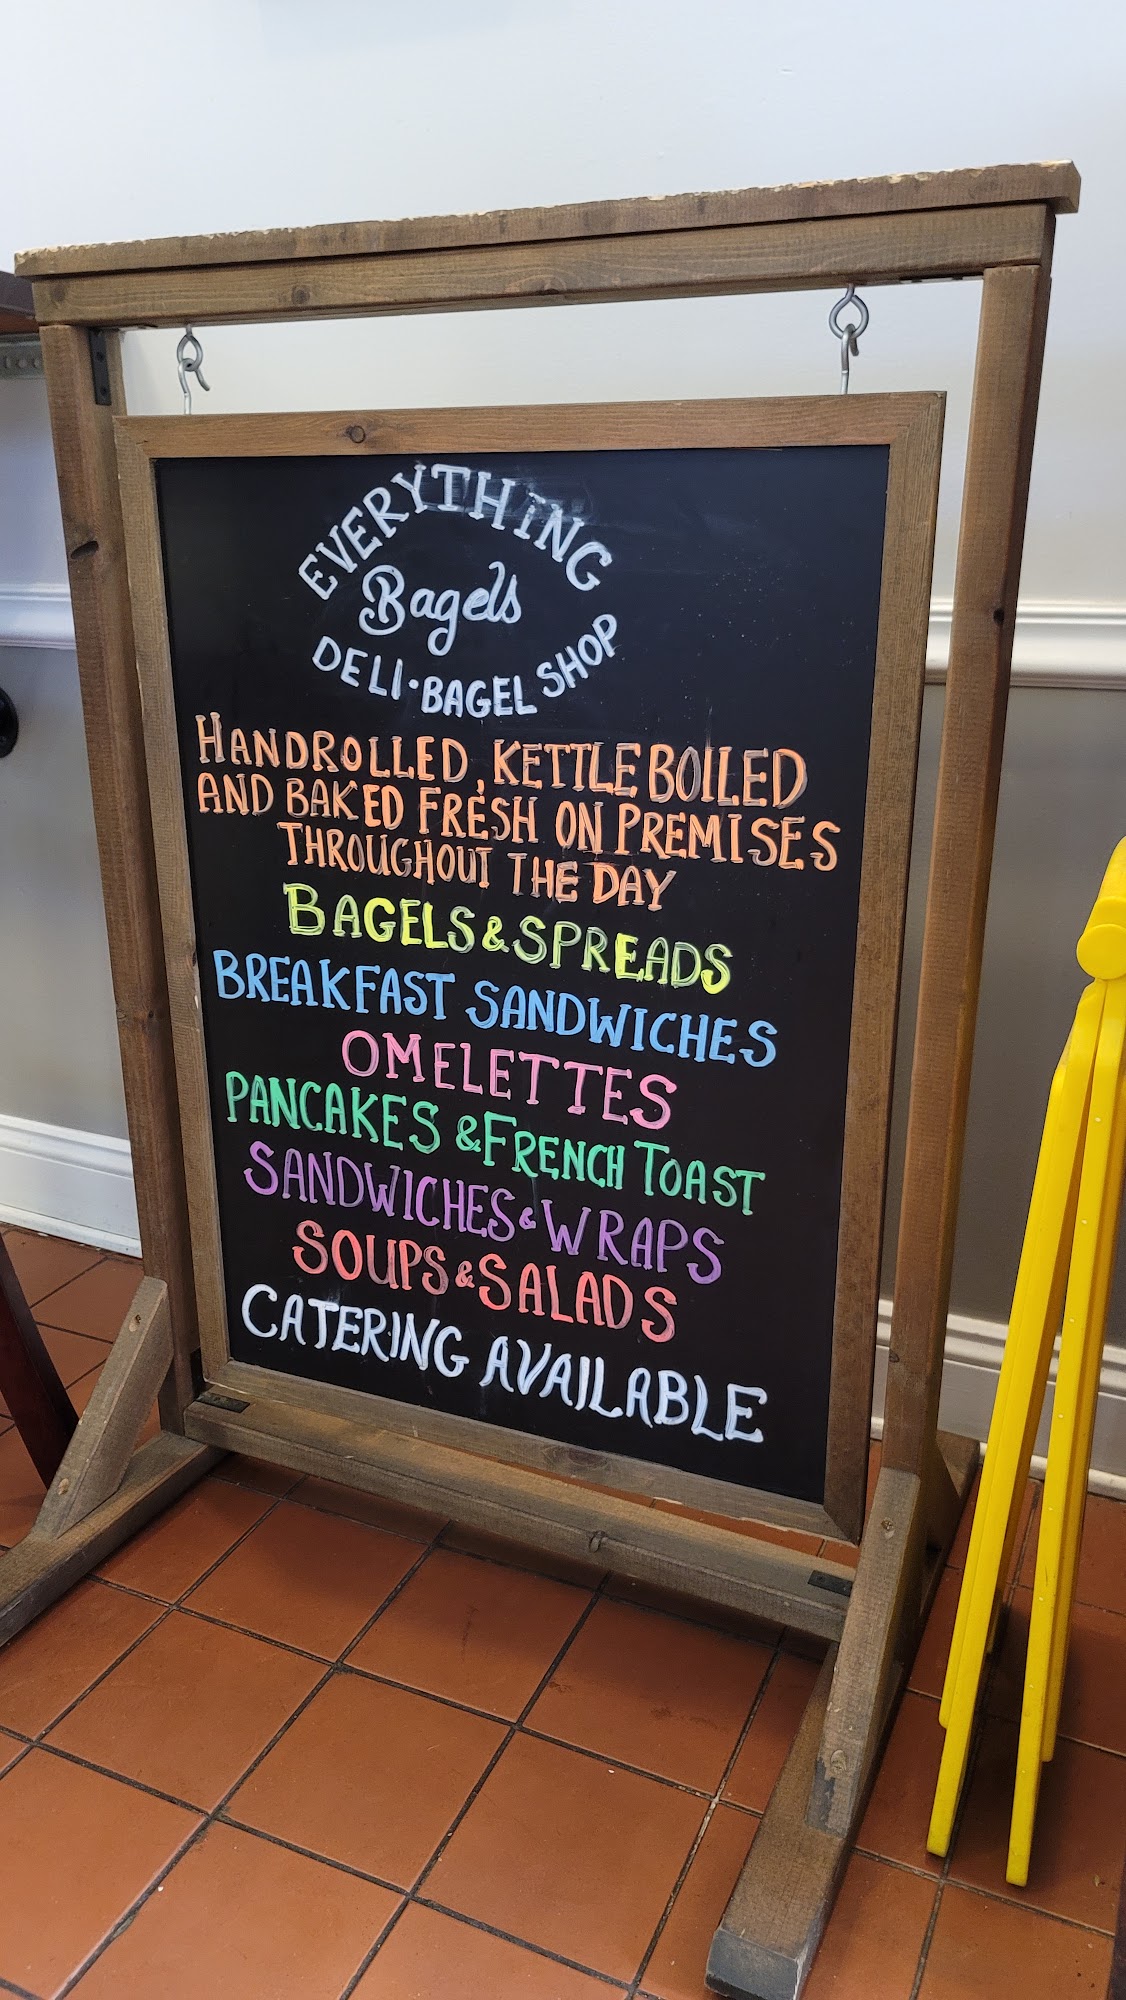 EVERYTHING
Bagels
DELI · BAGEL SHOP
HANDROLLED, KETTLE BOILED
AND BAKED FRESH ON PREMISES
THROUGHOUT THE DAY
BAGELS & SPREADS
BREAKFAST SANDWICHES
OMELETTES
PANCAKES & FRENCH TOAST
SANDWICHES & WRAPS
SOUPS & SALADS
CATERING AVAILABLE